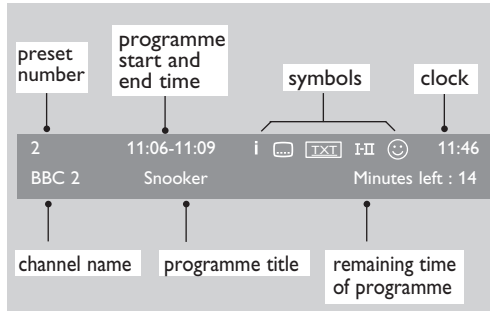 preset
number
programme
start and
end time
symbols
clock
2 11:06-11:09 i TXT I-II 11:46
BBC 2 Snooker Minutes left : 14
channel name
programme title
remaining time
of programme